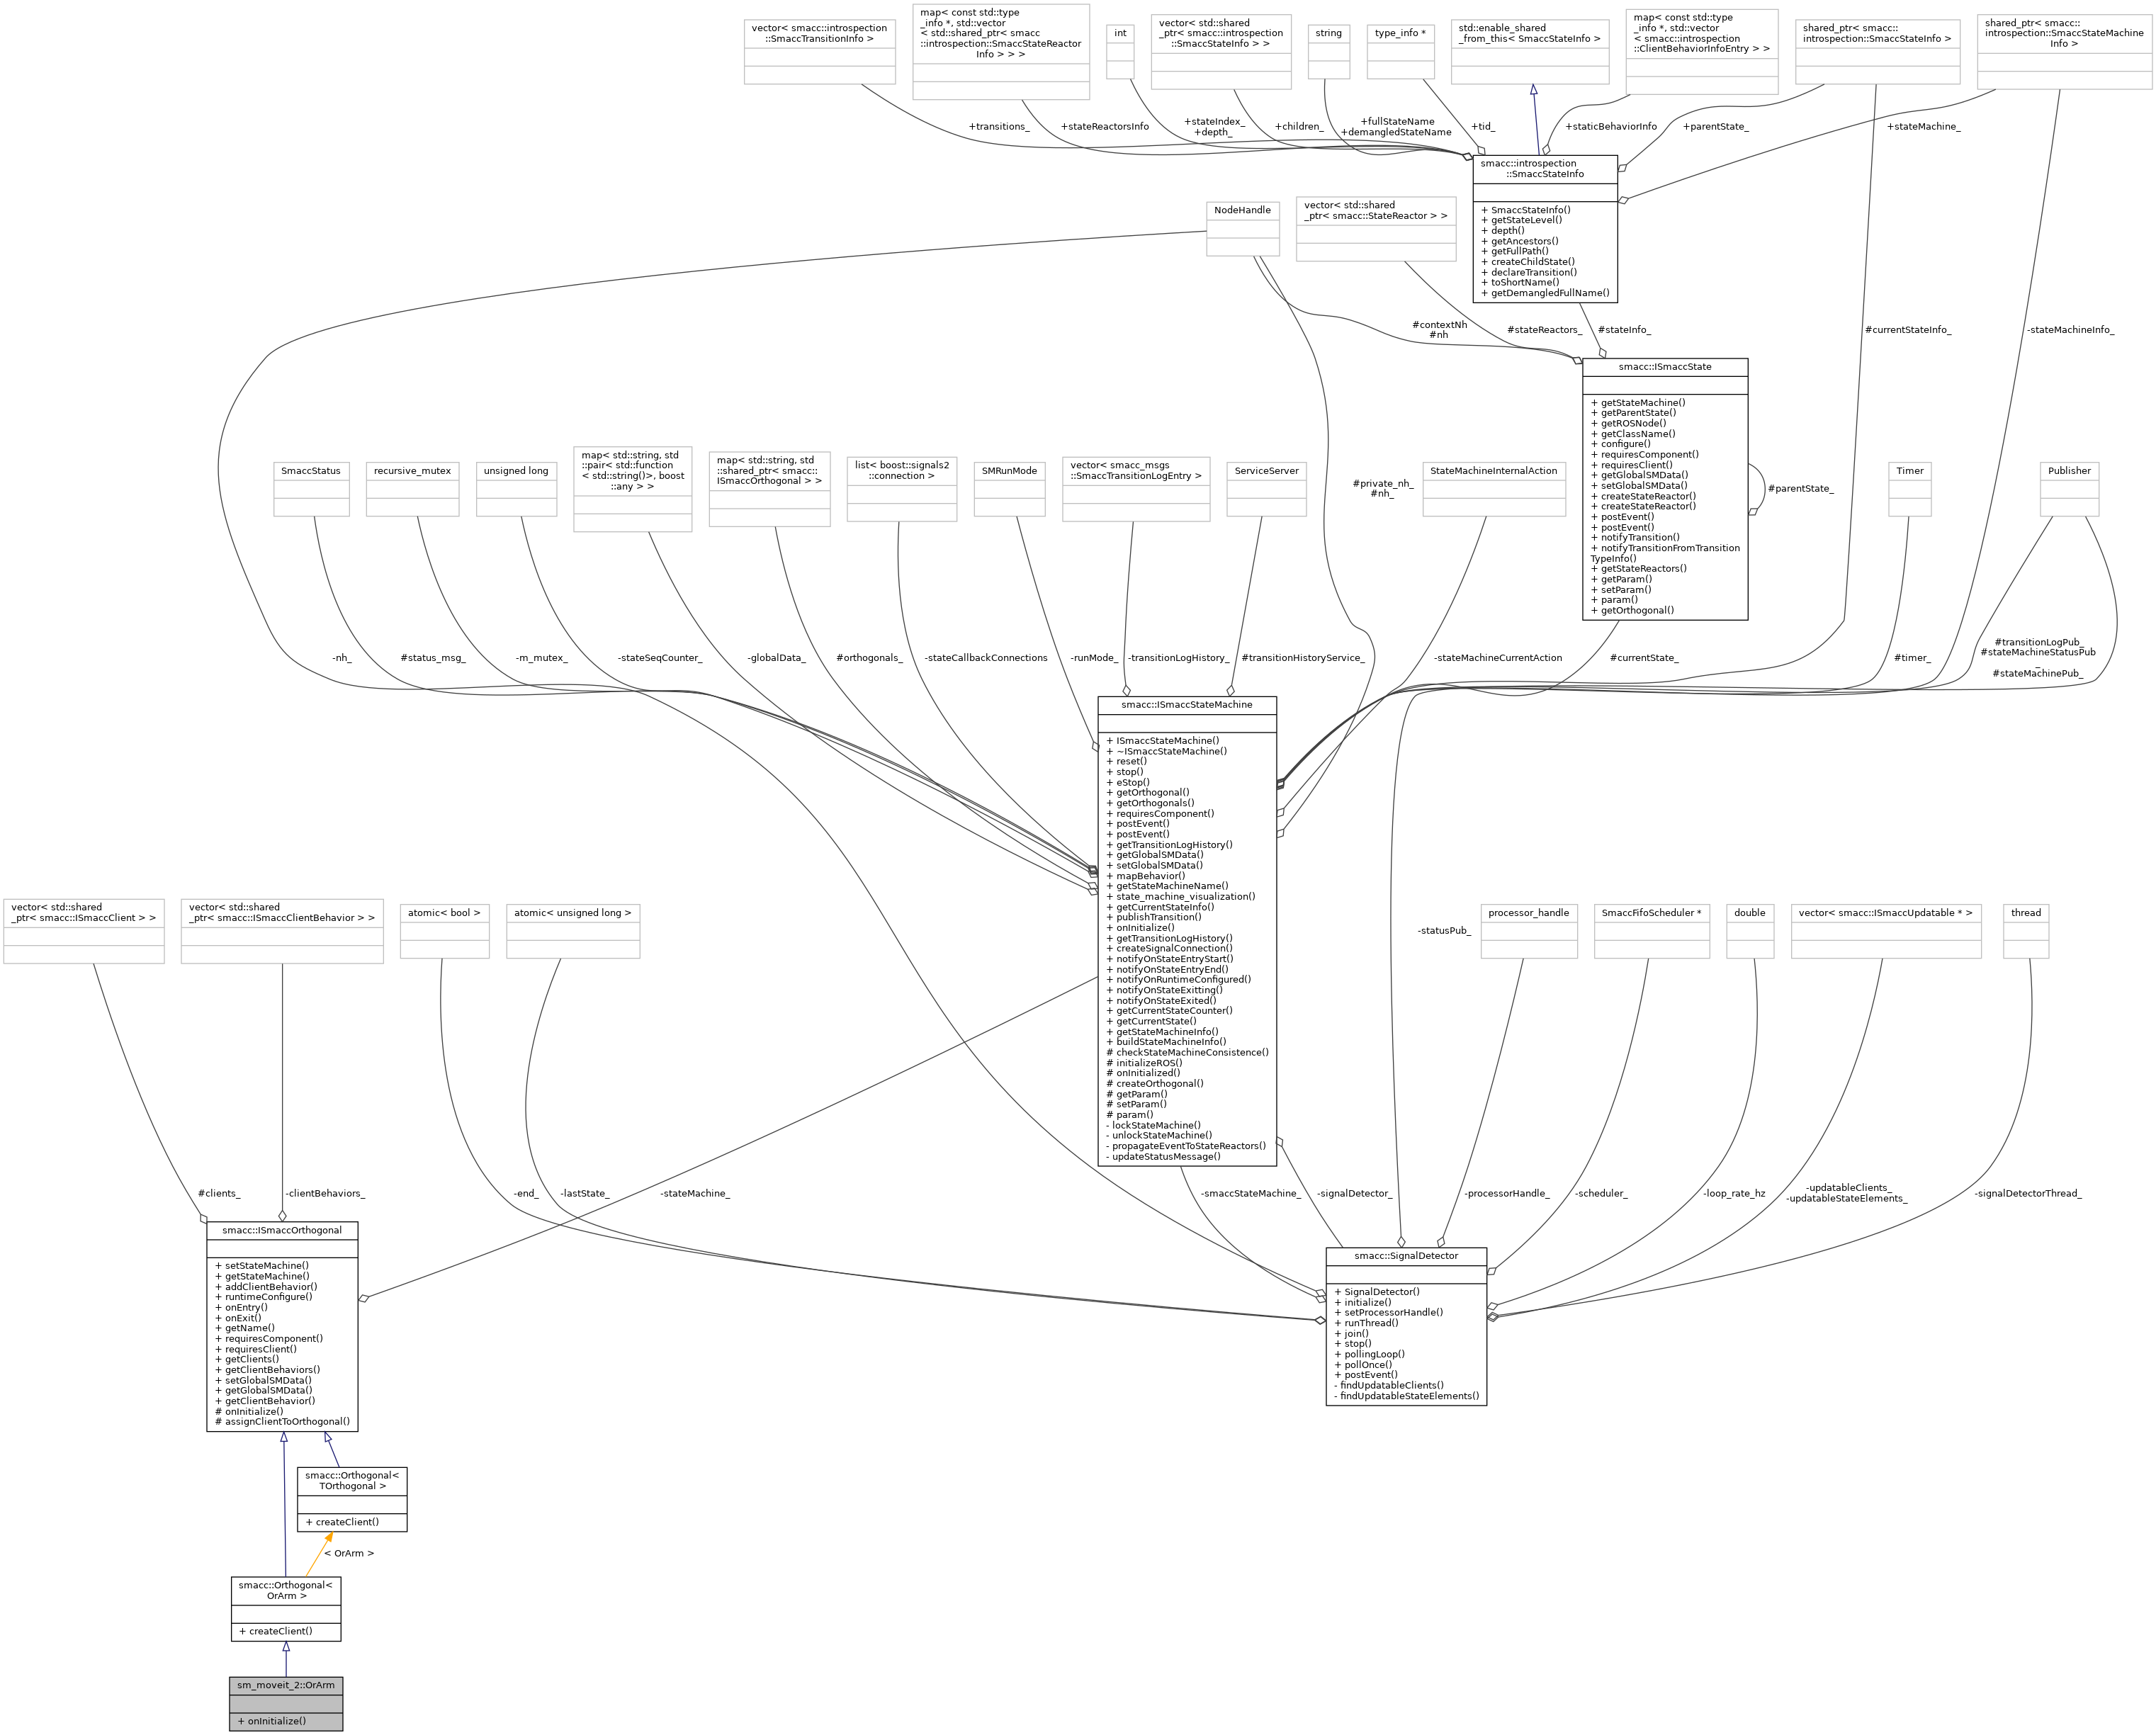 vector< smacc::introspection
::SmaccTransitionInfo >
map< const std::type
_info *, std::vector
< std::shared_ptr< smacc
::introspection::SmaccStateReactor
Info > > >
int
vector< std::shared
_ptr< smacc::introspection
::SmaccStateInfo > >
string
type_info *
std::enable_shared
_from_this< SmaccStateInfo >
map< const std::type
_info *, std::vector
< smacc::introspection
::ClientBehaviorInfoEntry > >
shared_ptr< smacc::
introspection::SmaccStateInfo >
shared_ptr< smacc::
introspection::SmaccStateMachine
Info >
+transitions_
+stateReactorsInfo
+stateIndex_
+depth_
+children_
+fullStateName
+demangledStateName
+tid_
+staticBehaviorInfo
+parentState_
+stateMachine_
smacc::introspection
::SmaccStateInfo
+ SmaccStateInfo()
+ getStateLevel()
+ depth()
+ getAncestors()
+ getFullPath()
+ createChildState()
+ declareTransition()
+ toShortName()
+ getDemangledFullName()
NodeHandle
vector< std::shared
_ptr< smacc::StateReactor > >
#contextNh
#nh
#stateReactors_
#stateInfo_
#currentStateInfo_
-stateMachineInfo_
smacc::ISmaccState
+ getStateMachine()
+ getParentState()
+ getROSNode()
+ getClassName()
+ configure()
+ requiresComponent()
+ requiresClient()
+ getGlobalSMData()
+ setGlobalSMData()
+ createStateReactor()
+ createStateReactor()
+ postEvent()
+ postEvent()
+ notifyTransition()
+ notifyTransitionFromTransition
TypeInfo()
+ getStateReactors()
+ getParam()
+ setParam()
+ param()
+ getOrthogonal()
#parentState_
SmaccStatus
recursive_mutex
unsigned long
map< std::string, std
::pair< std::function
< std::string()>, boost
::any > >
map< std::string, std
::shared_ptr< smacc::
ISmaccOrthogonal > >
list< boost::signals2
::connection >
SMRunMode
vector< smacc_msgs
::SmaccTransitionLogEntry >
ServiceServer
#private_nh_
#nh_
StateMachineInternalAction
Timer
Publisher
-nh_
#status_msg_
-m_mutex_
-stateSeqCounter_
-globalData_
#orthogonals_
-stateCallbackConnections
-runMode_
-transitionLogHistory_
#transitionHistoryService_
-stateMachineCurrentAction
#currentState_
#timer_
#transitionLogPub_
#stateMachineStatusPub
_
#stateMachinePub_
smacc::ISmaccStateMachine
+ ISmaccStateMachine()
+ ~ISmaccStateMachine()
+ reset()
+ stop()
+ eStop()
+ getOrthogonal()
+ getOrthogonals()
+ requiresComponent()
+ postEvent()
+ postEvent()
+ getTransitionLogHistory()
+ getGlobalSMData()
+ setGlobalSMData()
+ mapBehavior()
+ getStateMachineName()
+ state_machine_visualization()
+ getCurrentStateInfo()
+ publishTransition()
+ onInitialize()
+ getTransitionLogHistory()
+ createSignalConnection()
+ notifyOnStateEntryStart()
+ notifyOnStateEntryEnd()
+ notifyOnRuntimeConfigured()
+ notifyOnStateExitting()
+ notifyOnStateExited()
+ getCurrentStateCounter()
+ getCurrentState()
+ getStateMachineInfo()
+ buildStateMachineInfo()
# checkStateMachineConsistence()
# initializeROS()
# onInitialized()
# createOrthogonal()
# getParam()
# setParam()
# param()
- lockStateMachine()
- unlockStateMachine()
- propagateEventToStateReactors()
- updateStatusMessage()
vector< std::shared
_ptr< smacc::ISmaccClient > >
vector< std::shared
_ptr< smacc::ISmaccClientBehavior > >
atomic< bool >
atomic< unsigned long >
-statusPub_
processor_handle
SmaccFifoScheduler *
double
vector< smacc::ISmaccUpdatable * >
thread
#clients_
-clientBehaviors_
-end_
-lastState_
-stateMachine_
-smaccStateMachine_
-signalDetector_
-processorHandle_
-scheduler_
-loop_rate_hz
-updatableClients_
-updatableStateElements_
-signalDetectorThread_
smacc::ISmaccOrthogonal
+ setStateMachine()
+ getStateMachine()
+ addClientBehavior()
+ runtimeConfigure()
+ onEntry()
+ onExit()
+ getName()
+ requiresComponent()
+ requiresClient()
+ getClients()
+ getClientBehaviors()
+ setGlobalSMData()
+ getGlobalSMData()
+ getClientBehavior()
# onInitialize()
# assignClientToOrthogonal()
smacc::SignalDetector
+ SignalDetector()
+ initialize()
+ setProcessorHandle()
+ runThread()
+ join()
+ stop()
+ pollingLoop()
+ pollOnce()
+ postEvent()
- findUpdatableClients()
- findUpdatableStateElements()
smacc::Orthogonal<
TOrthogonal >
+ createClient()
< OrArm >
smacc::Orthogonal<
OrArm >
+ createClient()
sm_moveit_2::OrArm
+ onInitialize()